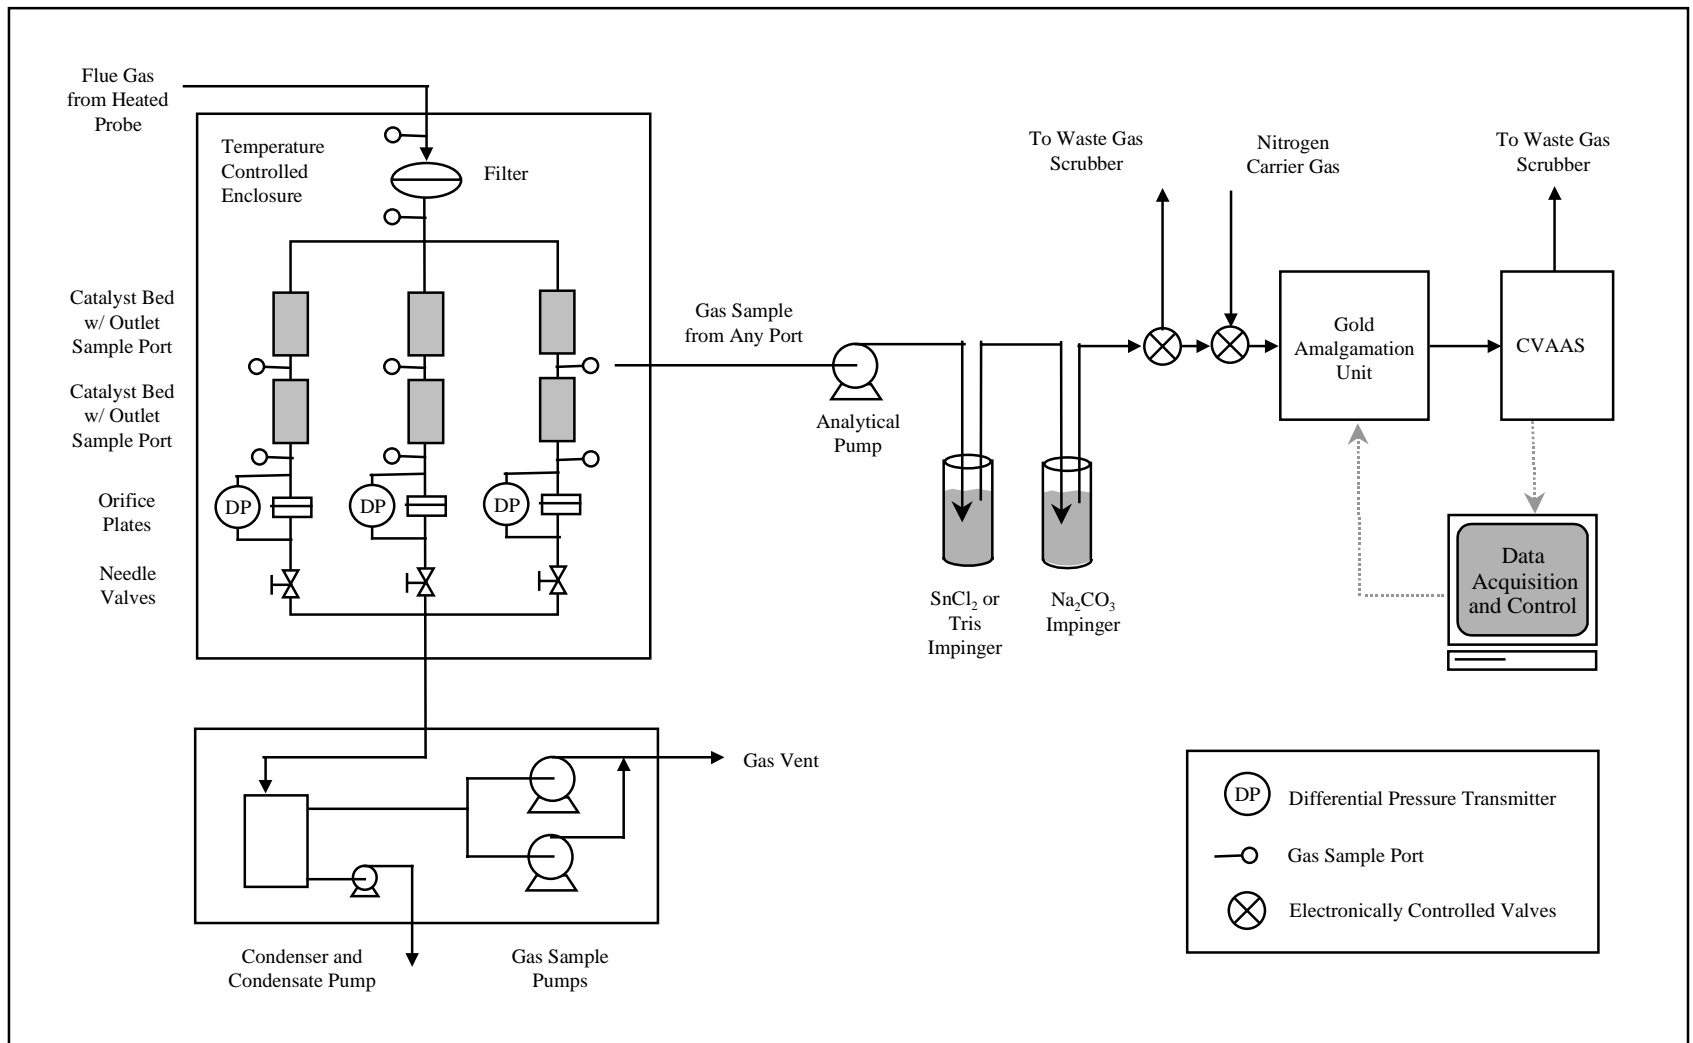 Flue Gas
from Heated
Probe
Temperature
Controlled
Enclosure
Filter
Catalyst Bed
w/ Outlet
Sample Port
Catalyst Bed
w/ Outlet
Sample Port
DP
DP
DP
Orifice
Plates
Needle
Valves
Gas Sample
from Any Port
Analytical
Pump
SnCl₂ or
Tris
Impinger
Na₂CO₃
Impinger
To Waste Gas
Scrubber
Nitrogen
Carrier Gas
To Waste Gas
Scrubber
Gold
Amalgamation
Unit
CVAAS
Data
Acquisition
and Control
Gas Vent
Condenser and
Condensate Pump
Gas Sample
Pumps
DP Differential Pressure Transmitter
Gas Sample Port
Electronically Controlled Valves